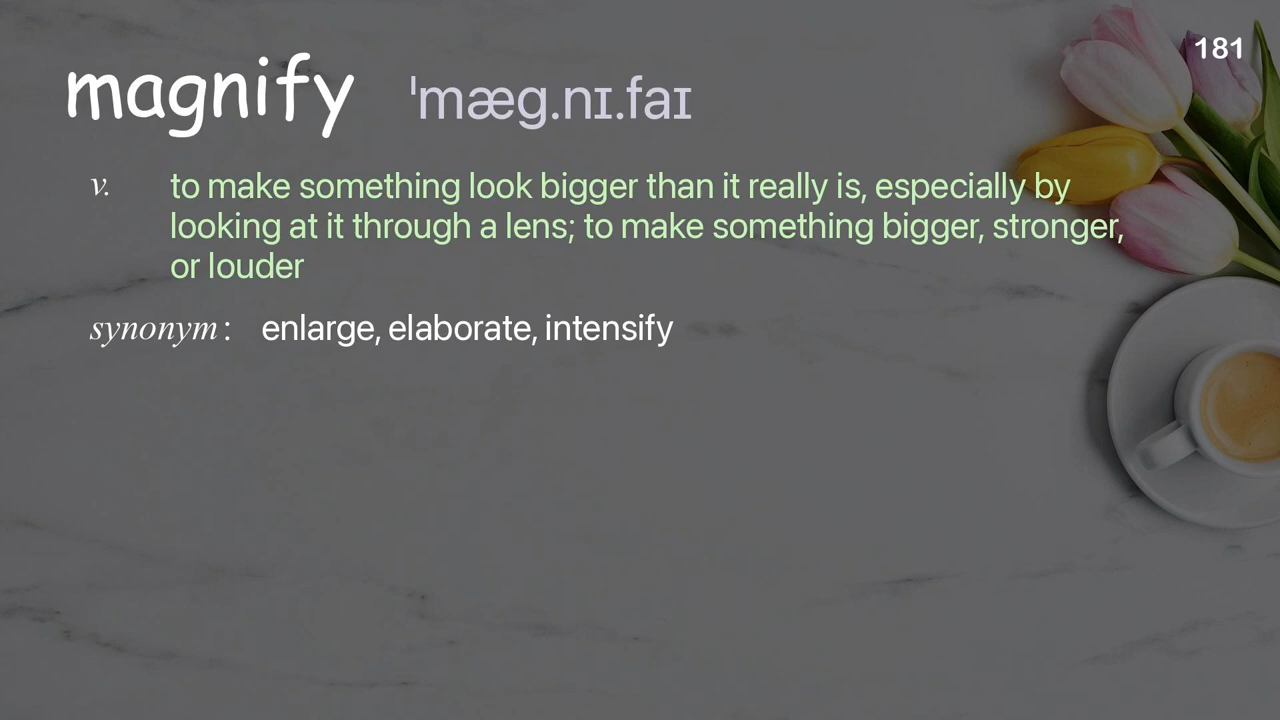 181
magnify ˈmæg.nɪ.faɪ
v. to make something look bigger than it really is, especially by
looking at it through a lens; to make something bigger, stronger,
or louder
synonym: enlarge, elaborate, intensify